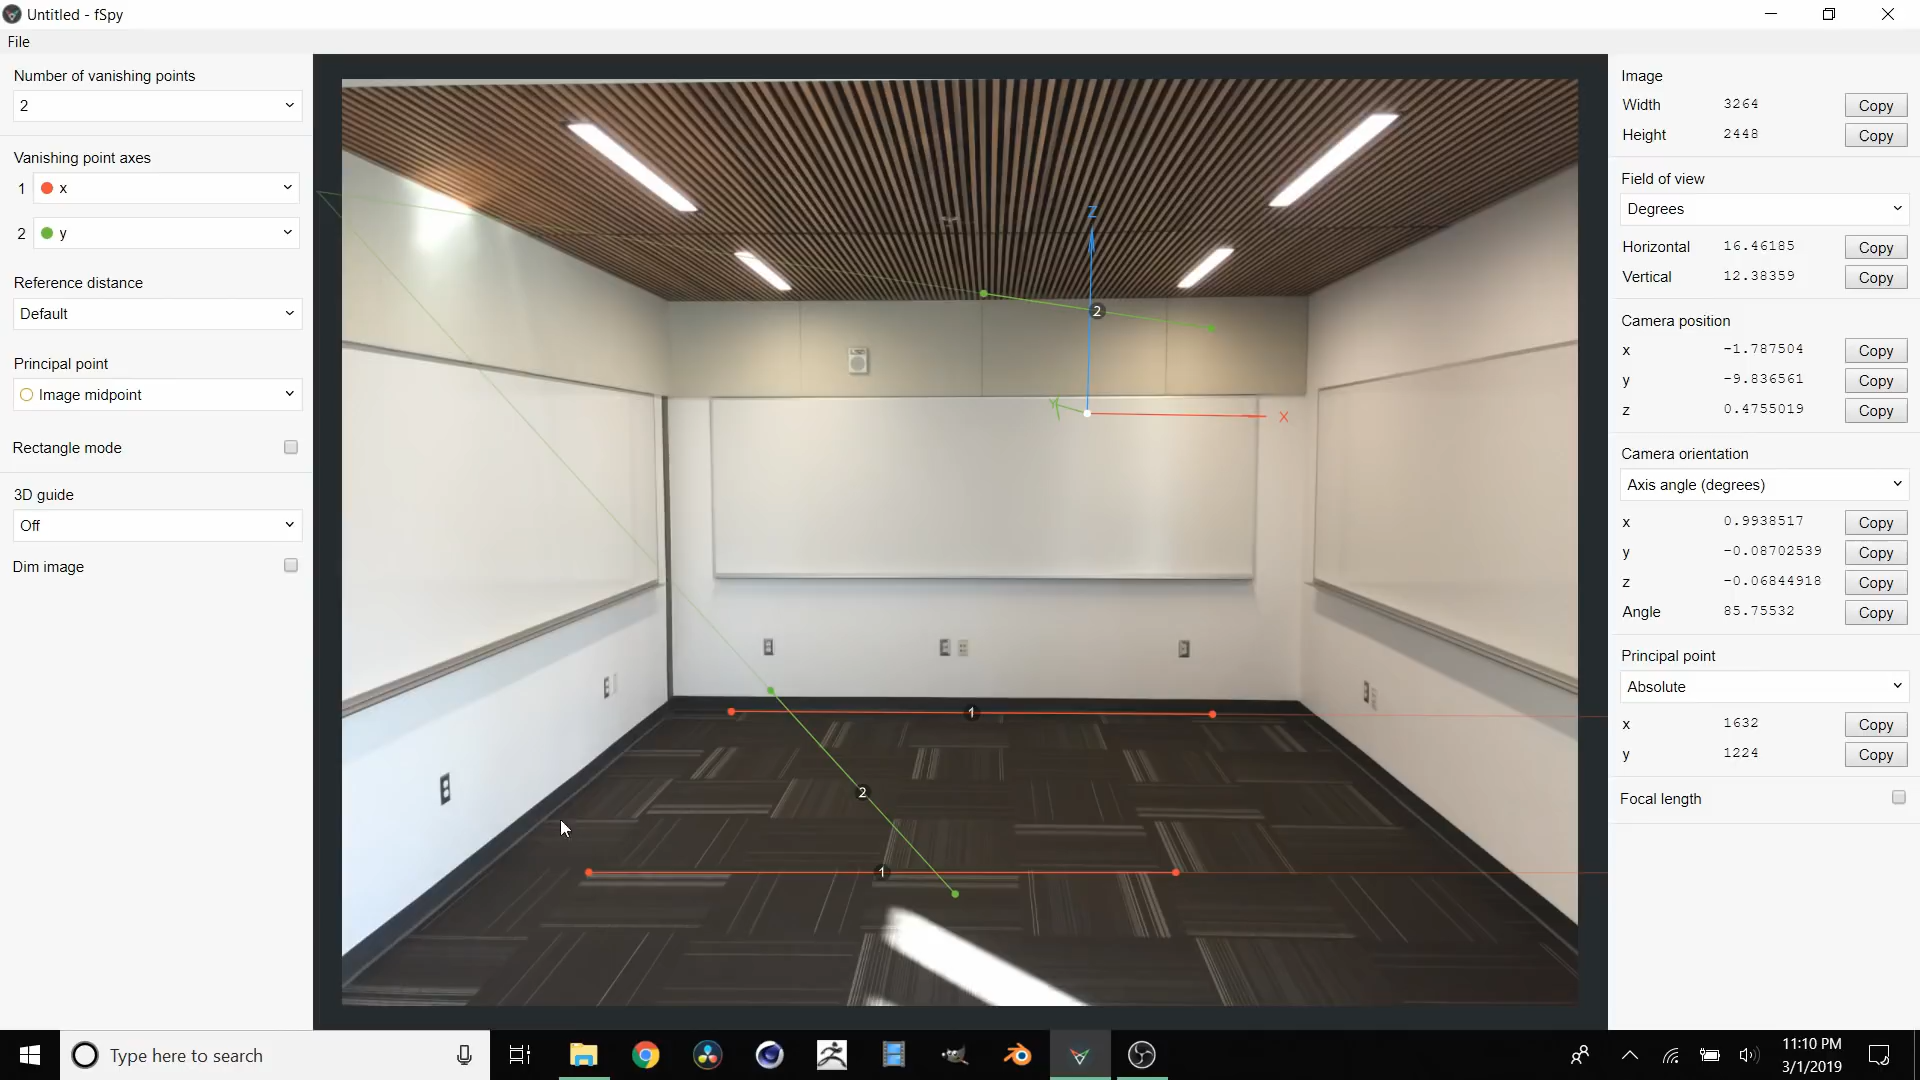 Untitled - fSpy
File
Number of vanishing points
2
Vanishing point axes
1 x
2 y
Reference distance
Default
Principal point
Image midpoint
Rectangle mode
3D guide
Off
Dim image
Z
2
Y
X
1
2
1
Image
Width 3264 Copy
Height 2448 Copy
Field of view
Degrees
Horizontal 16.46185 Copy
Vertical 12.38359 Copy
Camera position
x -1.787504 Copy
y -9.836561 Copy
z 0.4755019 Copy
Camera orientation
Axis angle (degrees)
x 0.9938517 Copy
y -0.08702539 Copy
z -0.06844918 Copy
Angle 85.75532 Copy
Principal point
Absolute
x 1632 Copy
y 1224 Copy
Focal length
Type here to search
11:10 PM
3/1/2019